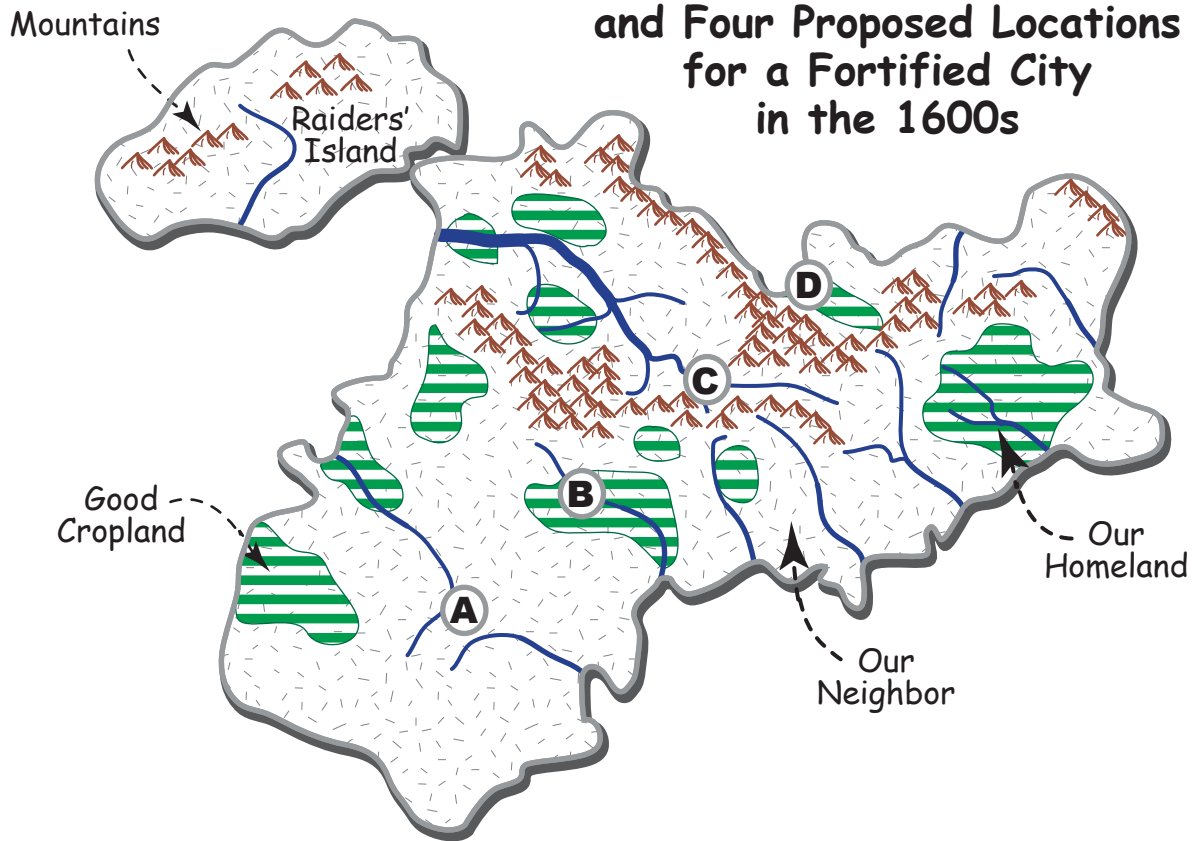 and Four Proposed Locations
for a Fortified City
in the 1600s
Mountains
Raiders'
Island
D
C
B
A
Good
Cropland
Our
Homeland
Our
Neighbor